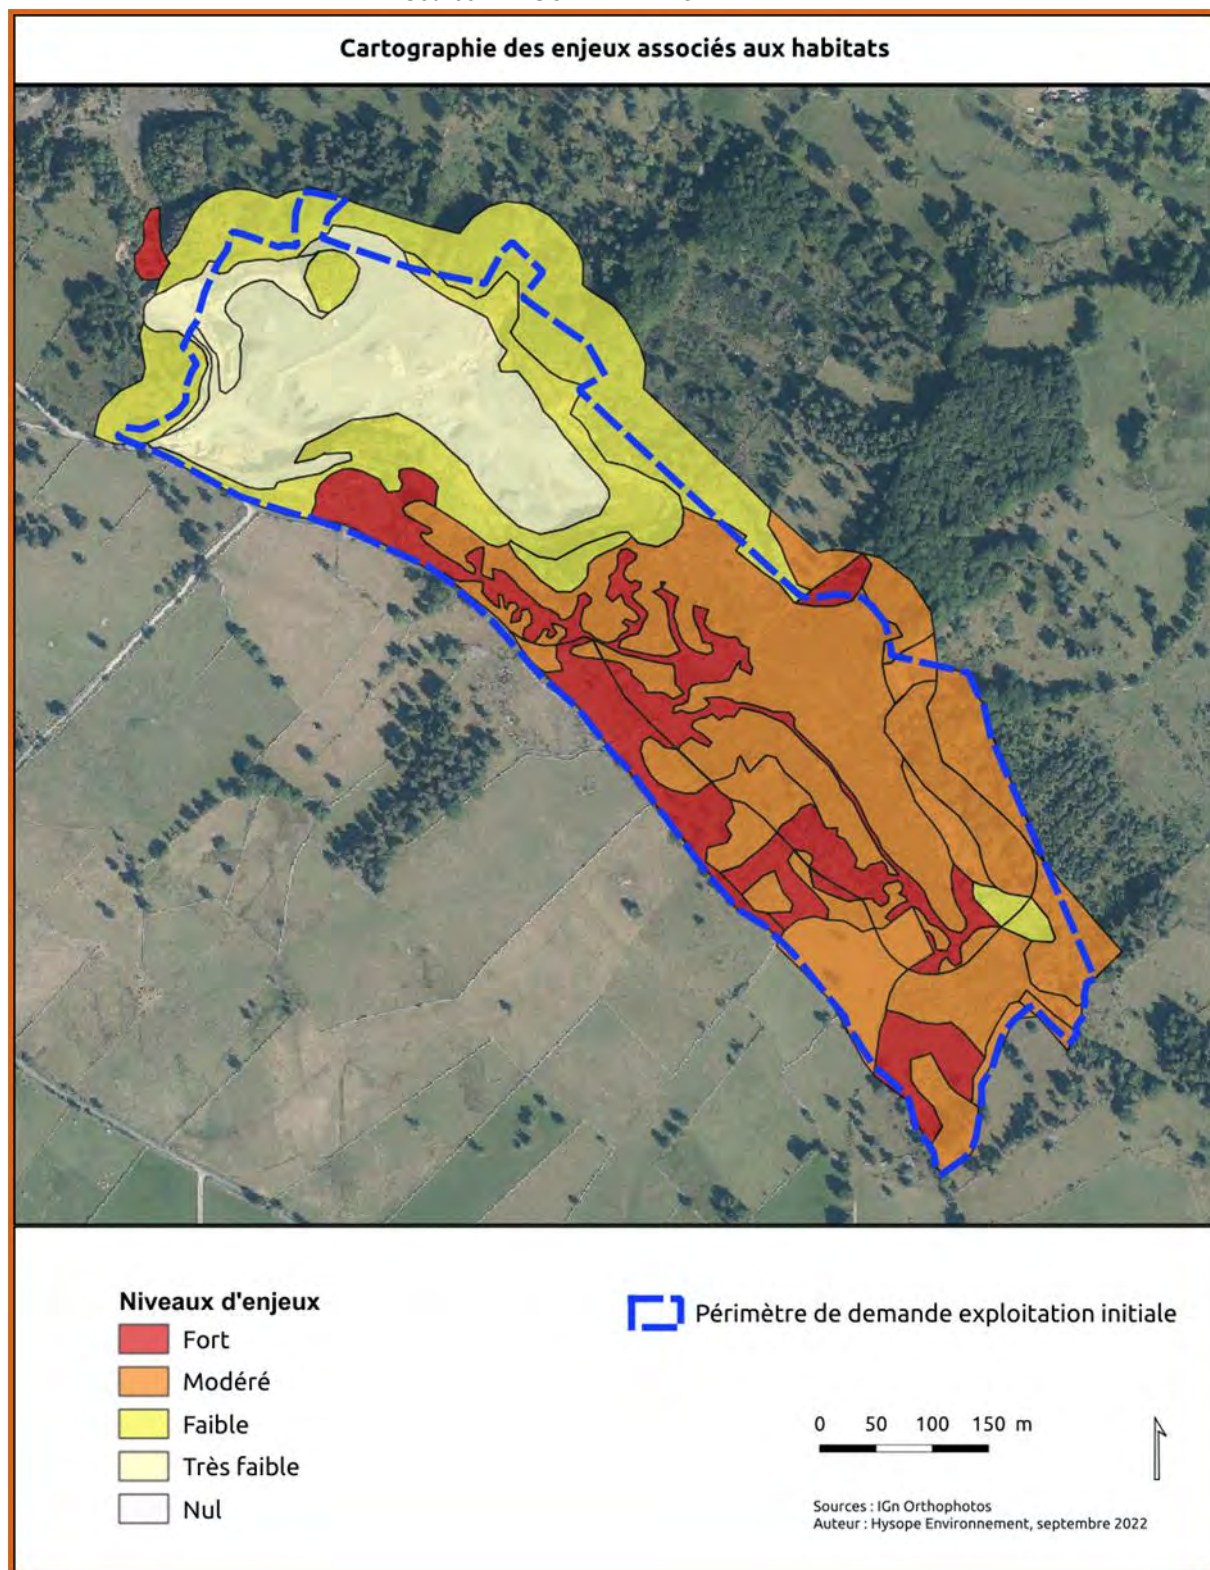 Cartographie des enjeux associés aux habitats
Niveaux d'enjeux
Fort
Modéré
Faible
Très faible
Nul
Périmètre de demande exploitation initiale
0 50 100 150 m
Sources : IGn Orthophotos
Auteur : Hysope Environnement, septembre 2022